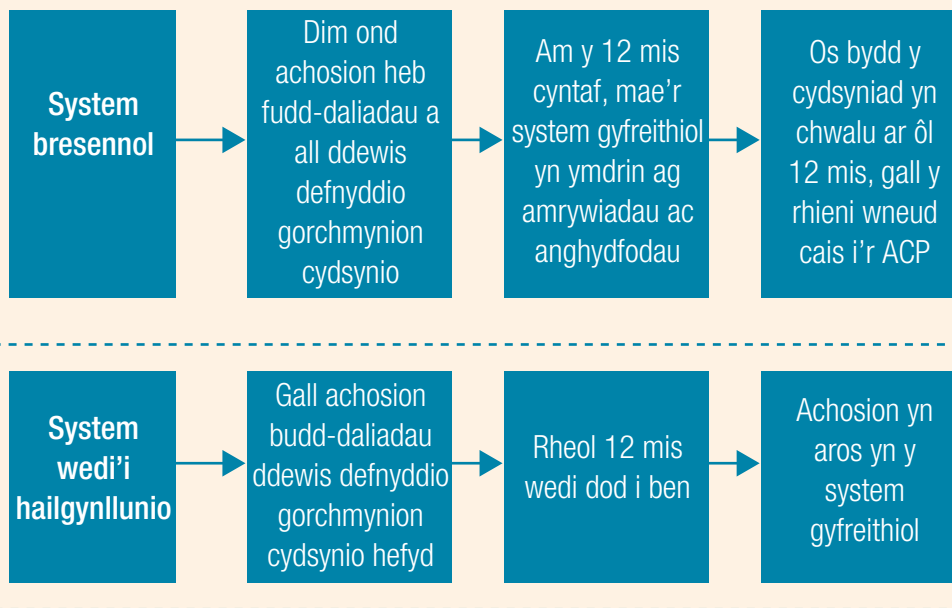 System
bresennol
Dim ond
achosion heb
fudd-daliadau a
all ddewis
defnyddio
gorchmynion
cydsynio
Am y 12 mis
cyntaf, mae’r
system gyfreithiol
yn ymdrin ag
amrywiadau ac
anghydfodau
Os bydd y
cydsyniad yn
chwalu ar ôl
12 mis, gall y
rhieni wneud
cais i’r ACP
System
wedi’i
hailgynllunio
Gall achosion
budd-daliadau
ddewis defnyddio
gorchmynion
cydsynio hefyd
Rheol 12 mis
wedi dod i ben
Achosion yn
aros yn y
system
gyfreithiol